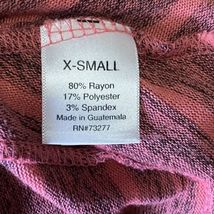 X-SMALL
80% Rayon
17% Polyester
3% Spandex
Made in Guatemala
RN#73277